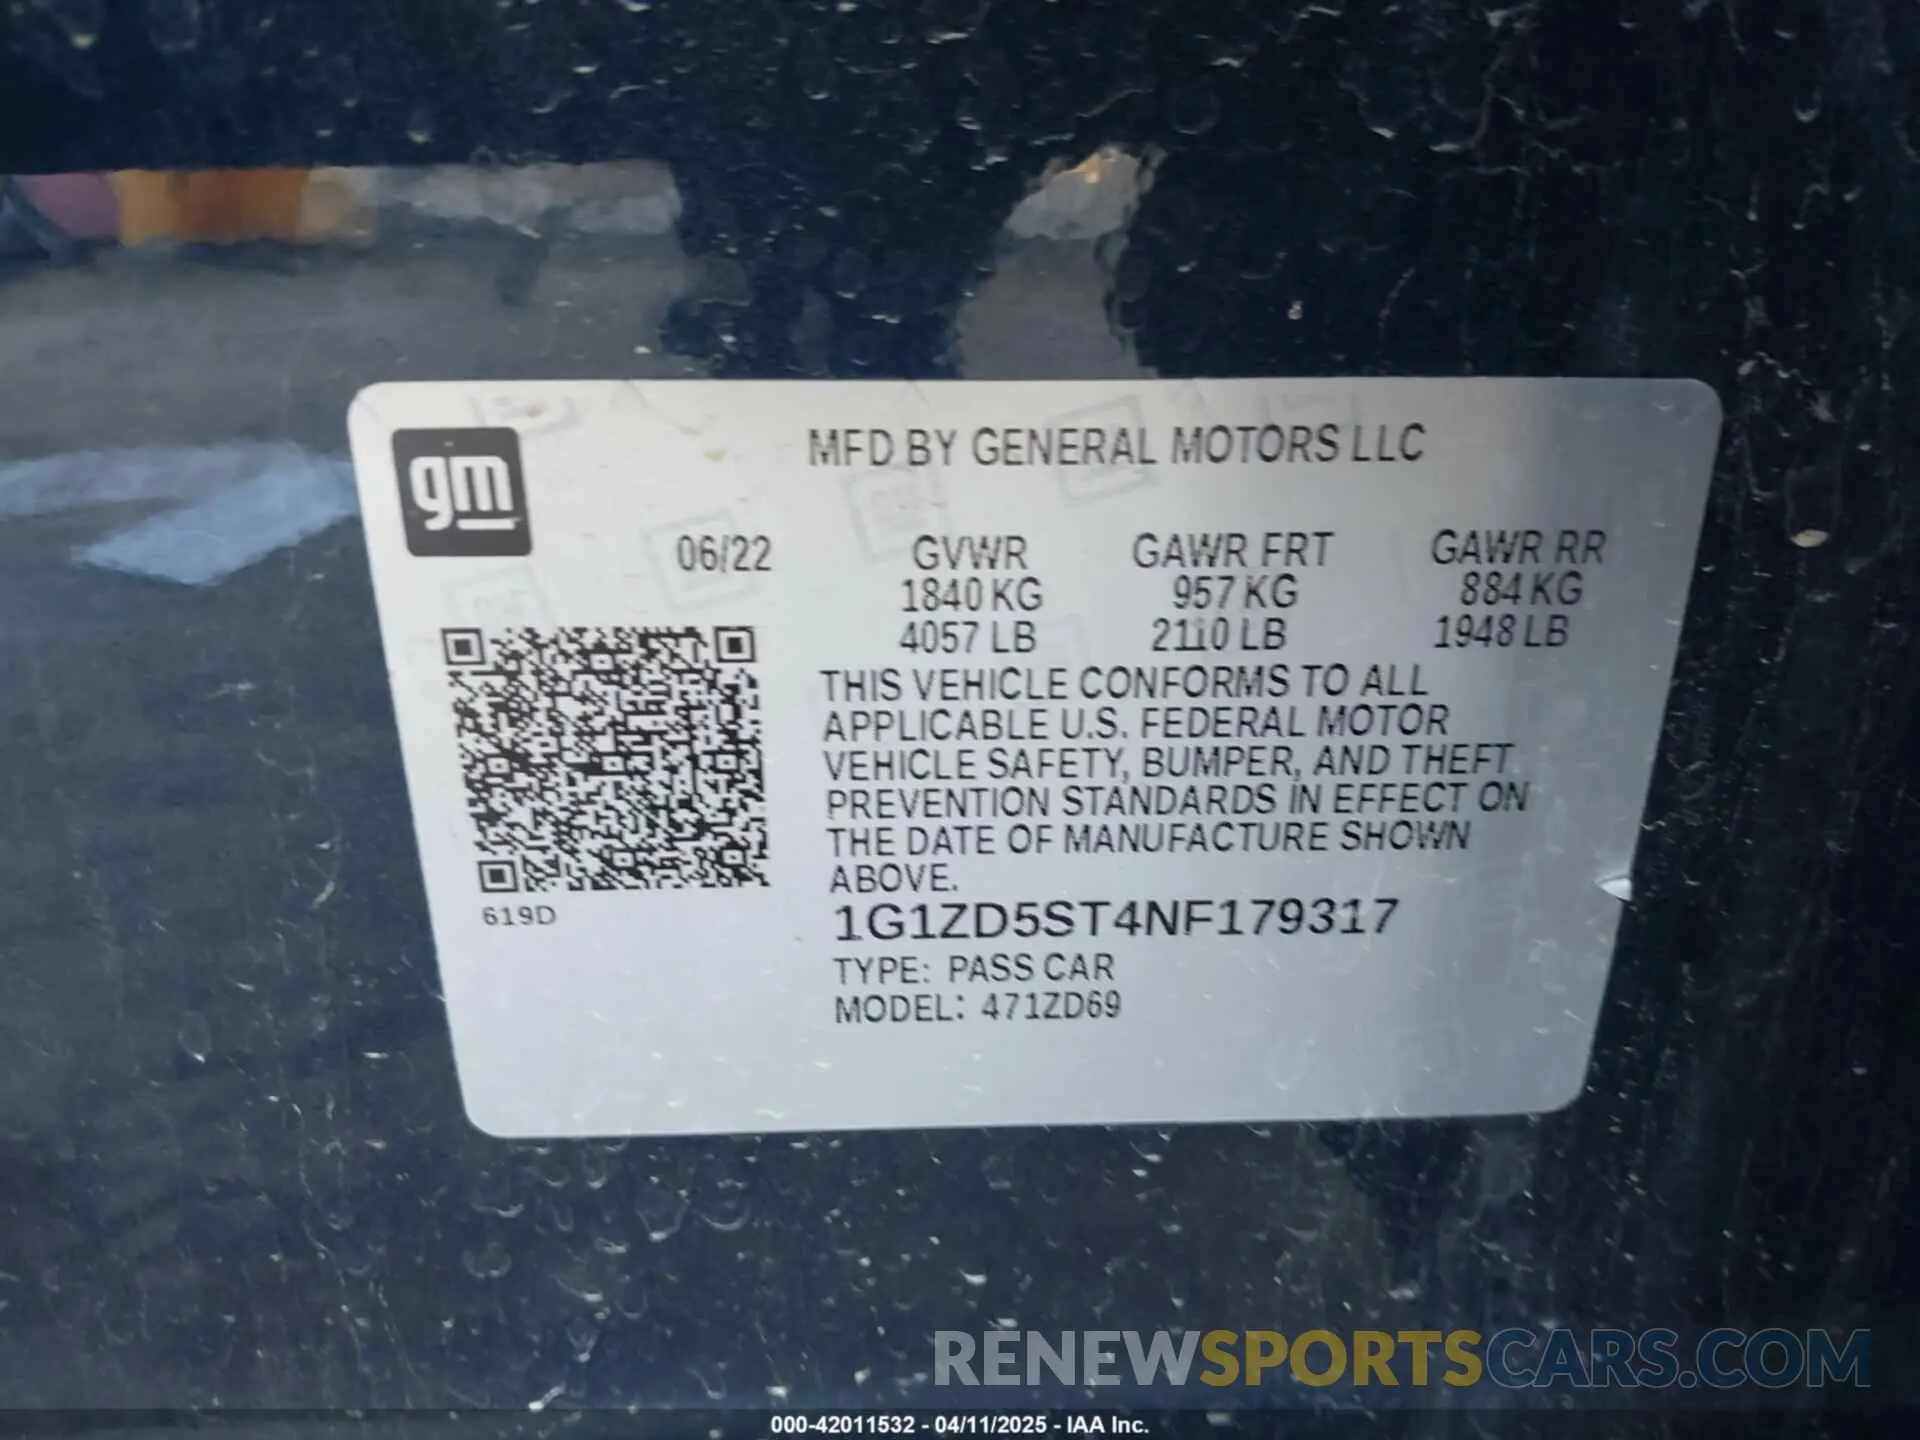 gm
MFD BY GENERAL MOTORS LLC
06/22 GVWR GAWR FRT GAWR RR
1840 KG 957 KG 884 KG
4057 LB 2110 LB 1948 LB
THIS VEHICLE CONFORMS TO ALL
APPLICABLE U.S. FEDERAL MOTOR
VEHICLE SAFETY, BUMPER, AND THEFT
PREVENTION STANDARDS IN EFFECT ON
THE DATE OF MANUFACTURE SHOWN
ABOVE.
619D
1G1ZD5ST4NF179317
TYPE: PASS CAR
MODEL: 471ZD69
RENEWSPORTSCARS.COM
000-42011532 - 04/11/2025 - IAA Inc.